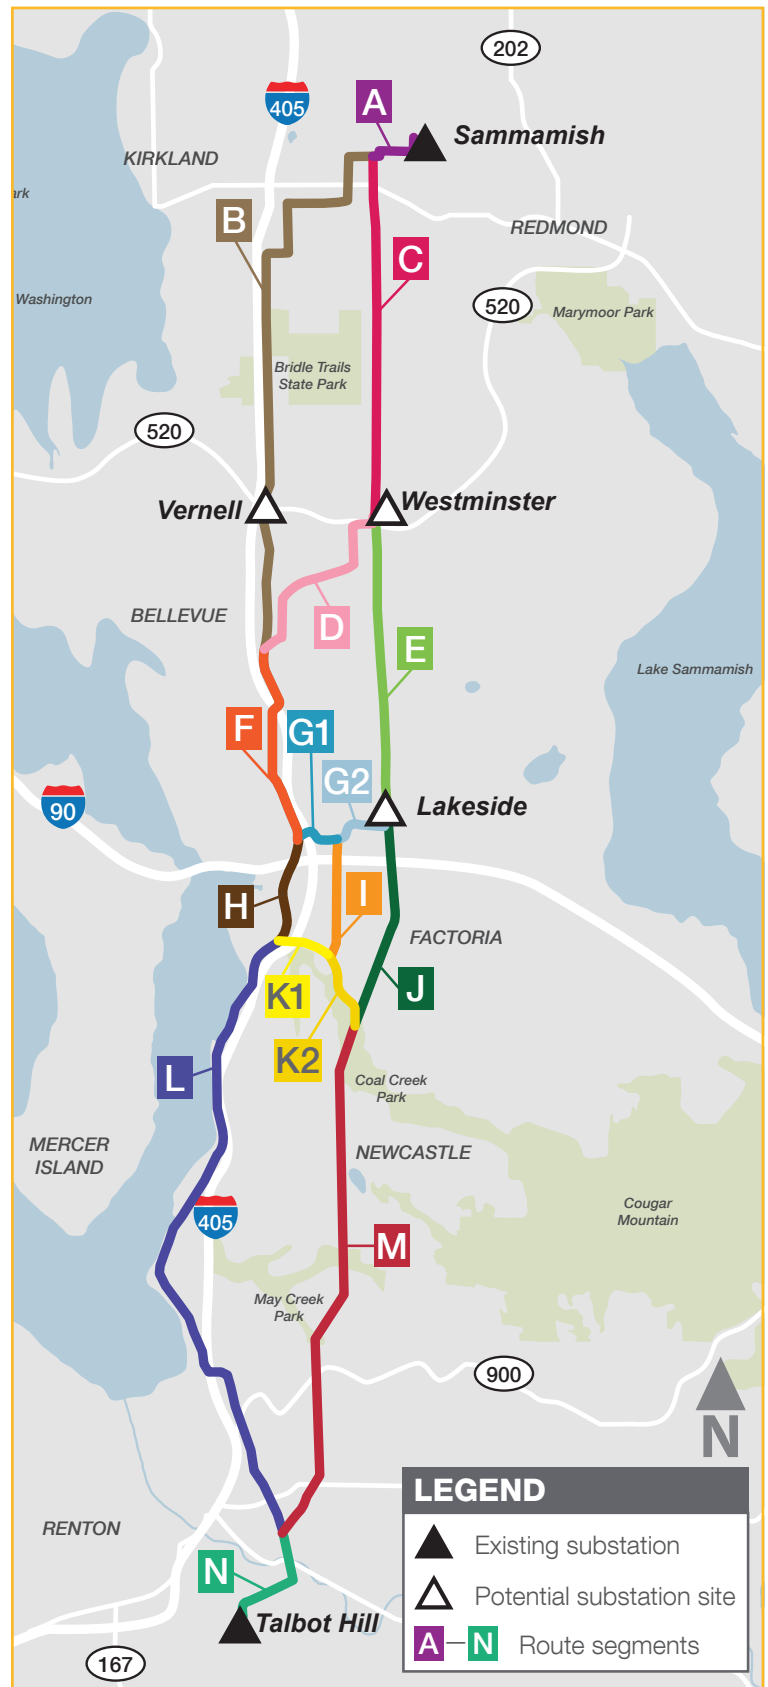 202
405
A
Sammamish
KIRKLAND
ark
B
REDMOND
C
Washington
520
Marymoor Park
Bridle Trails
State Park
520
Vernell
Westminster
BELLEVUE
D
E
Lake Sammamish
F
G1
G2
90
Lakeside
H
I
FACTORIA
K1
J
K2
L
Coal Creek
Park
MERCER
ISLAND
NEWCASTLE
405
Cougar
Mountain
M
May Creek
Park
900
N
LEGEND
RENTON
Existing substation
N
Potential substation site
Talbot Hill
A
N
Route segments
167